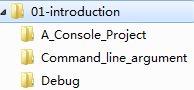 01-introduction
A_Console_Project
Command_line_argument
Debug